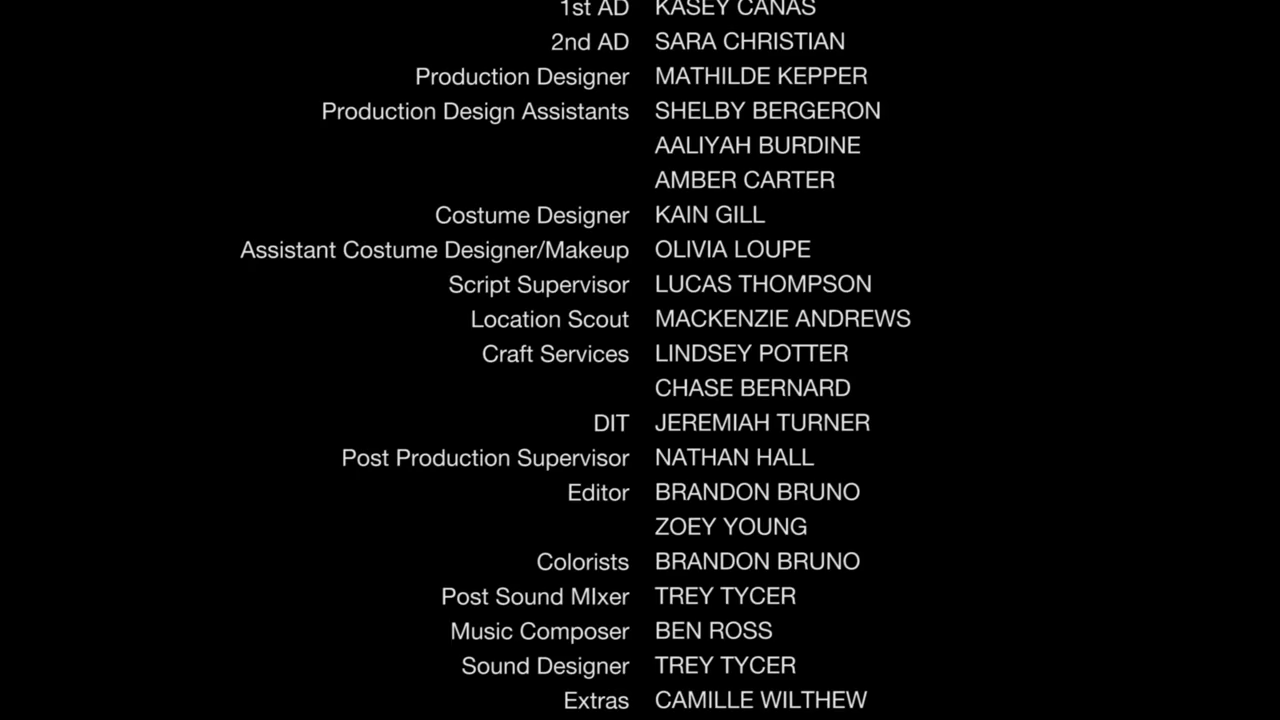 1st AD KASEY CANAS
2nd AD SARA CHRISTIAN
Production Designer MATHILDE KEPPER
Production Design Assistants SHELBY BERGERON
AALIYAH BURDINE
AMBER CARTER
Costume Designer KAIN GILL
Assistant Costume Designer/Makeup OLIVIA LOUPE
Script Supervisor LUCAS THOMPSON
Location Scout MACKENZIE ANDREWS
Craft Services LINDSEY POTTER
CHASE BERNARD
DIT JEREMIAH TURNER
Post Production Supervisor NATHAN HALL
Editor BRANDON BRUNO
ZOEY YOUNG
Colorists BRANDON BRUNO
Post Sound MIxer TREY TYCER
Music Composer BEN ROSS
Sound Designer TREY TYCER
Extras CAMILLE WILTHEW